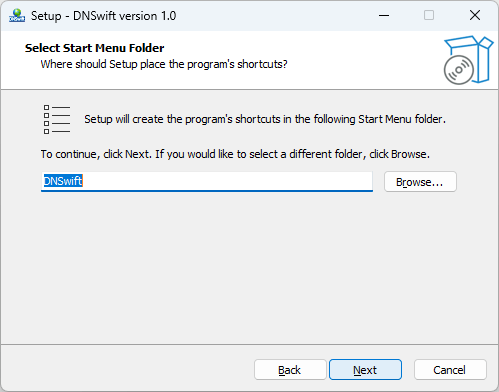 Setup - DNSwift version 1.0
Select Start Menu Folder
Where should Setup place the program's shortcuts?
Setup will create the program's shortcuts in the following Start Menu folder.
To continue, click Next. If you would like to select a different folder, click Browse.
DNSwift
Browse...
Back
Next
Cancel